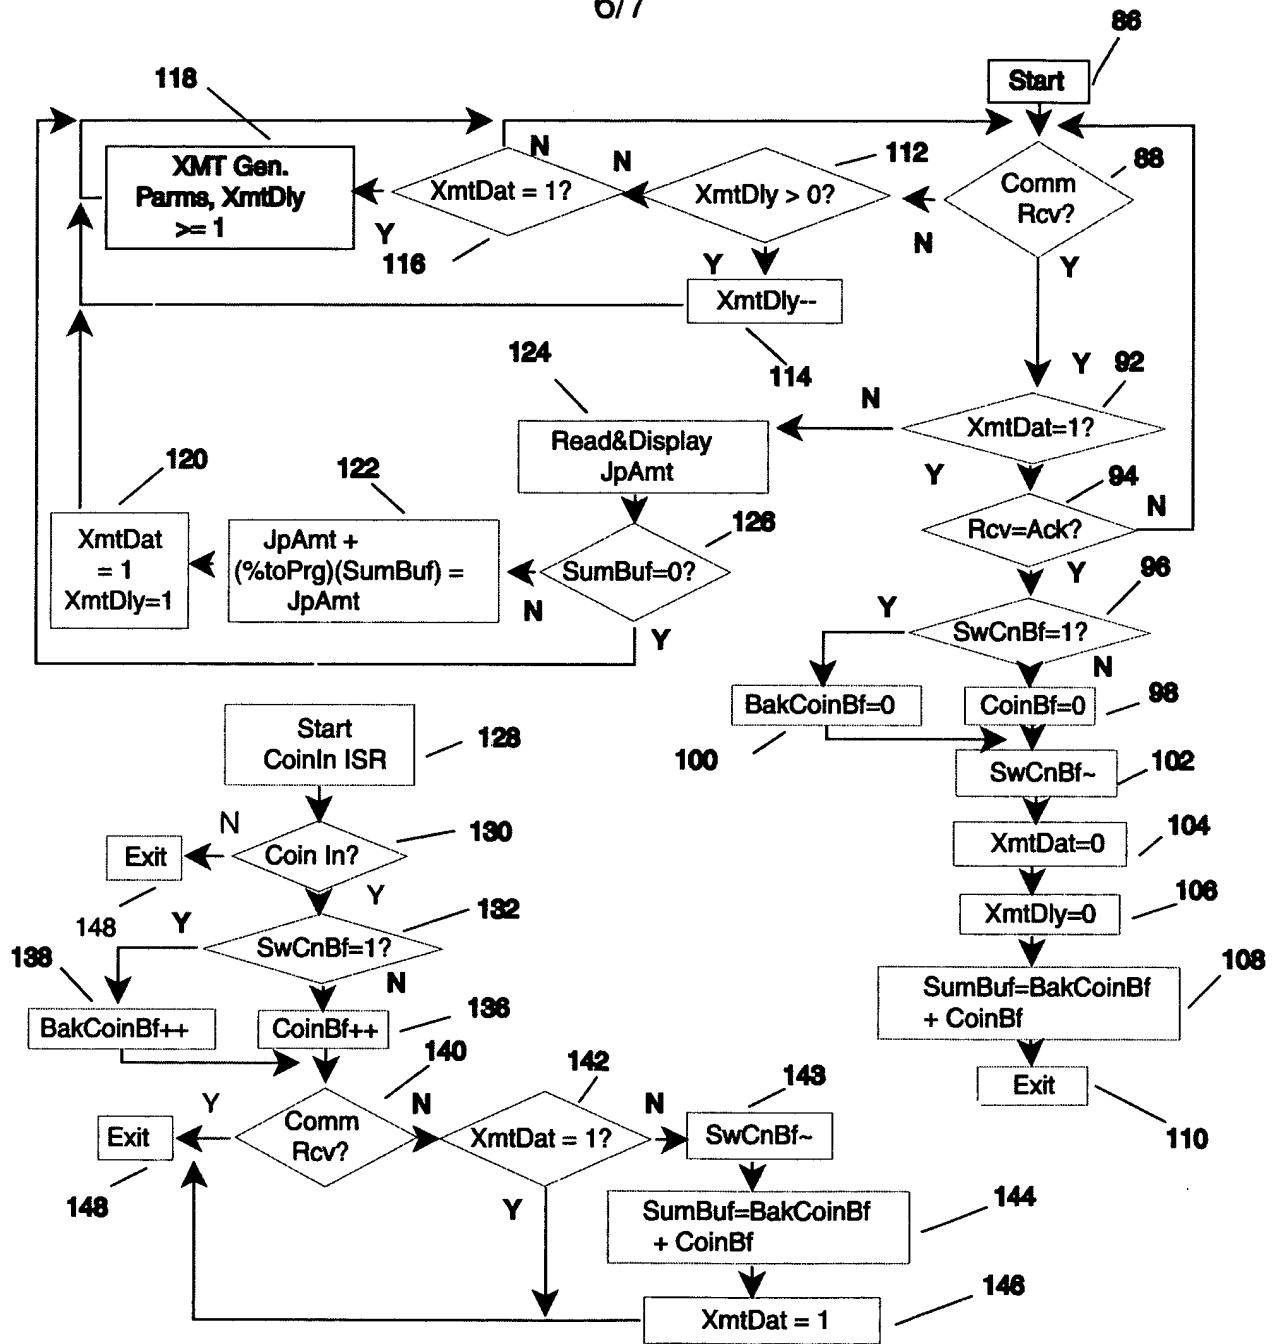 6/7
86
Start
118
XMT Gen.
Parms, XmtDly
>= 1
N
XmtDat = 1?
Y
116
N
XmtDly > 0?
112
Y
Comm
Rcv?
88
N
Y
XmtDly--
114
124
Read&Display
JpAmt
N
Y
92
XmtDat=1?
Y
94
Rcv=Ack?
N
Y
120
XmtDat
= 1
XmtDly=1
122
JpAmt +
(%toPrg)(SumBuf) =
JpAmt
126
SumBuf=0?
N
Y
96
SwCnBf=1?
Y
N
BakCoinBf=0
100
CoinBf=0
98
SwCnBf~
102
XmtDat=0
104
XmtDly=0
106
SumBuf=BakCoinBf
+ CoinBf
108
Exit
110
Start
CoinIn ISR
128
N
130
Coin In?
Exit
148
Y
Y
132
SwCnBf=1?
138
N
BakCoinBf++
CoinBf++
136
140
Y
Comm
Rcv?
N
Exit
148
142
XmtDat = 1?
N
Y
143
SwCnBf~
SumBuf=BakCoinBf
+ CoinBf
144
XmtDat = 1
146